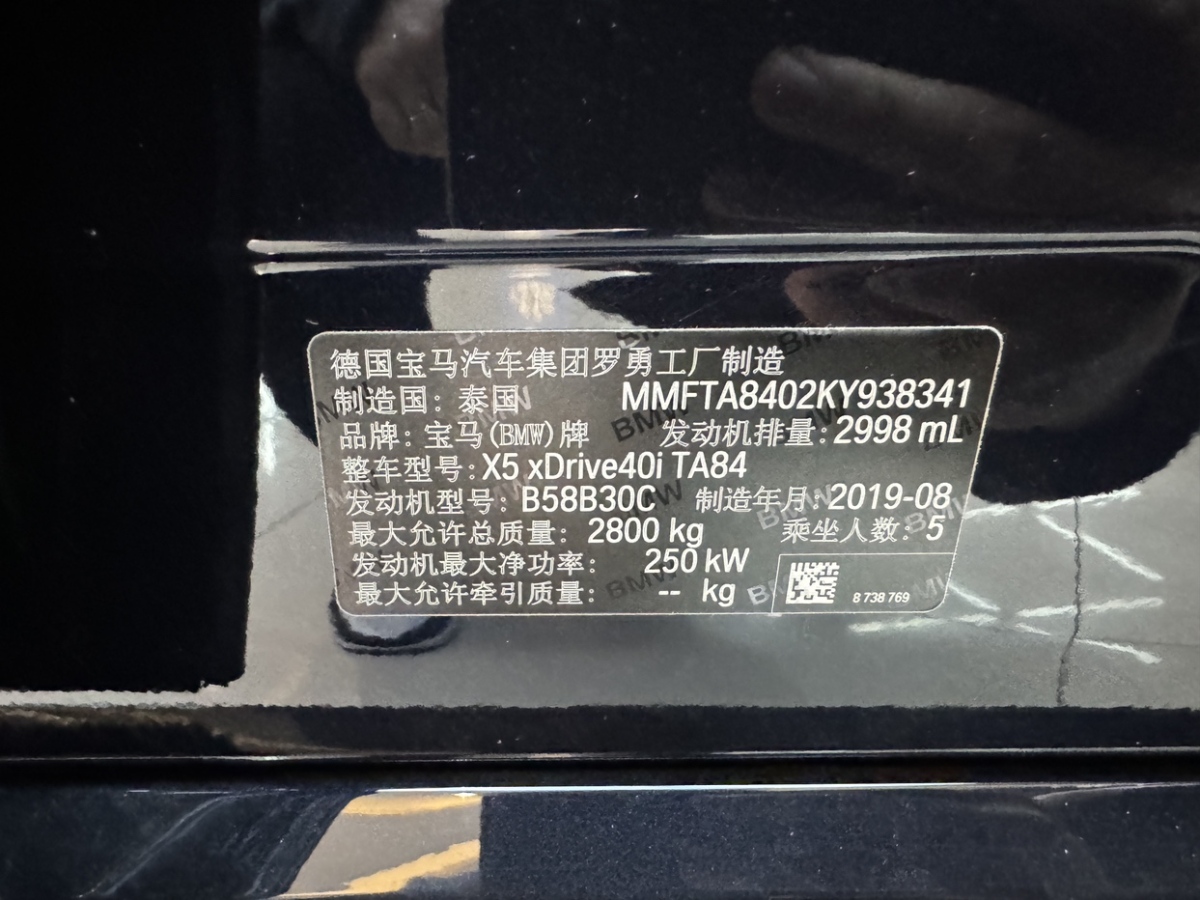 德国宝马汽车集团罗勇工厂制造
制造国：泰国 MMFTA8402KY938341
品牌：宝马(BMW)牌 发动机排量：2998 mL
整车型号：X5 xDrive40i TA84
发动机型号：B58B30C 制造年月：2019-08
最大允许总质量：2800 kg 乘坐人数：5
发动机最大净功率：250 kW
最大允许牵引质量：-- kg
8 738 769